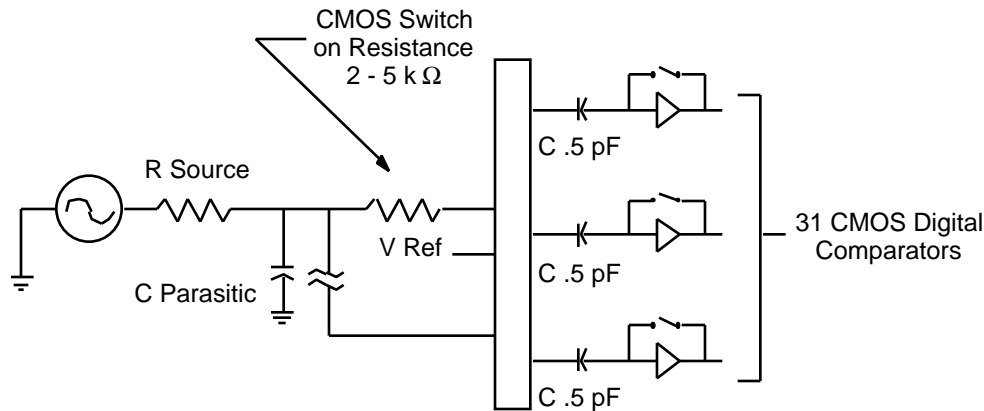 CMOS Switch
on Resistance
2 - 5 k Ω
R Source
V Ref
C Parasitic
C .5 pF
C .5 pF
C .5 pF
31 CMOS Digital
Comparators